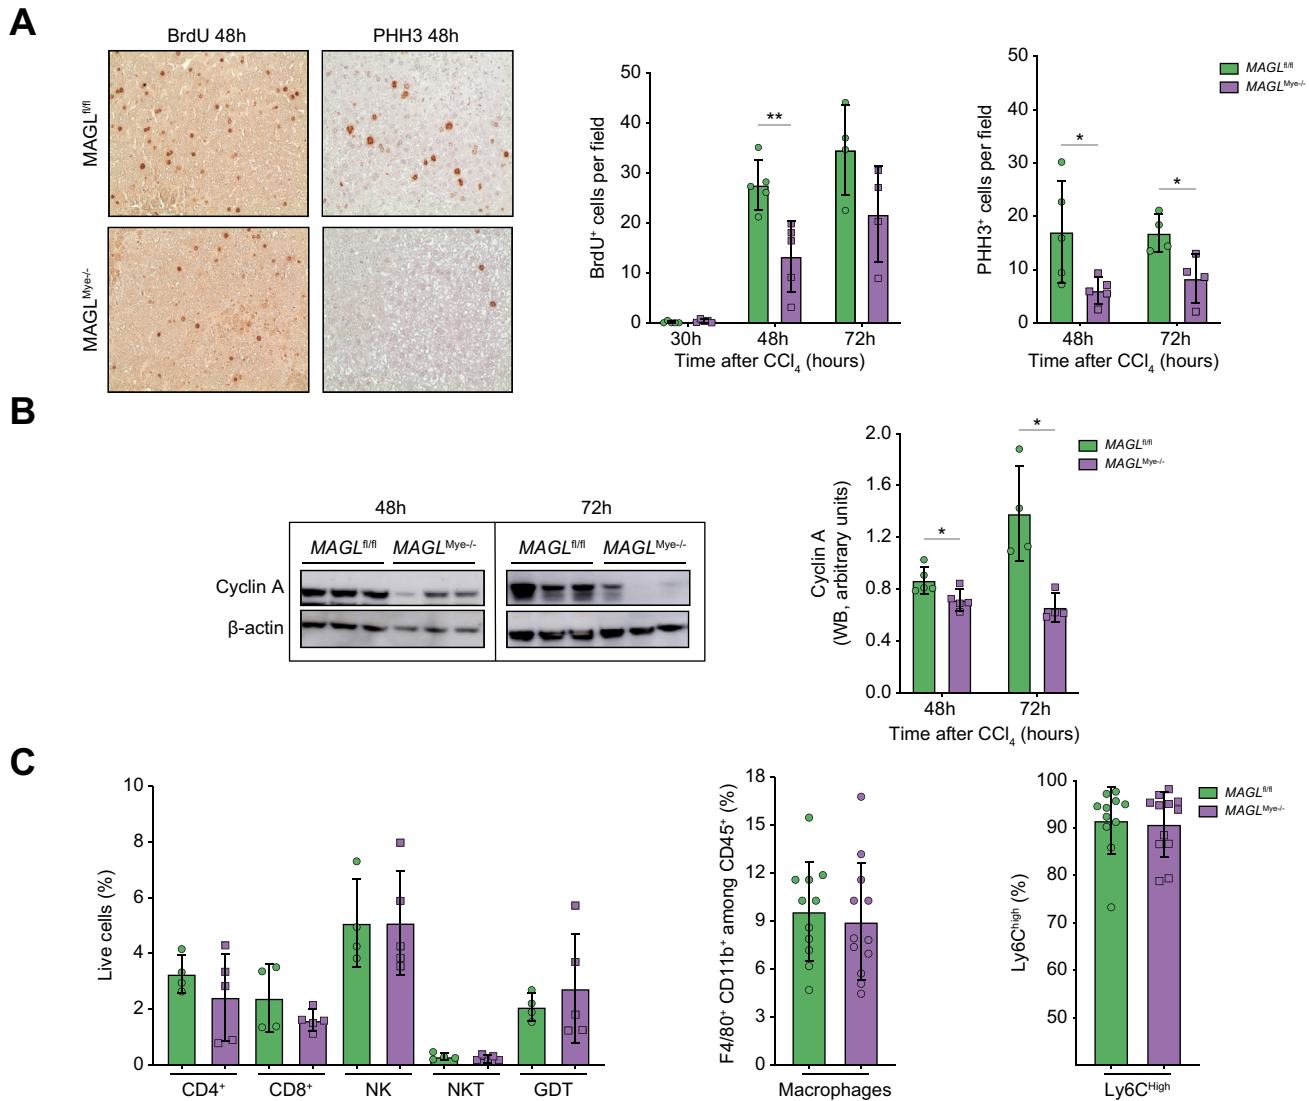 A
BrdU 48h
PHH3 48h
MAGLfl/fl
MAGLMye-/-
BrdU+ cells per field
50
40
30
20
10
0
**
30h
48h
72h
Time after CCl4 (hours)
PHH3+ cells per field
50
40
30
20
10
0
*
*
48h
72h
Time after CCl4 (hours)
MAGLfl/fl
MAGLMye-/-
B
48h
72h
MAGLfl/fl
MAGLMye-/-
MAGLfl/fl
MAGLMye-/-
Cyclin A
β-actin
Cyclin A
(WB, arbitrary units)
2.0
1.6
1.2
0.8
0.4
0.0
*
*
48h
72h
Time after CCl4 (hours)
MAGLfl/fl
MAGLMye-/-
C
Live cells (%)
10
8
6
4
2
0
CD4+
CD8+
NK
NKT
GDT
F4/80+ CD11b+ among CD45+ (%)
18
15
12
9
6
3
0
Macrophages
Ly6Chigh (%)
100
90
80
70
60
50
Ly6CHigh
MAGLfl/fl
MAGLMye-/-